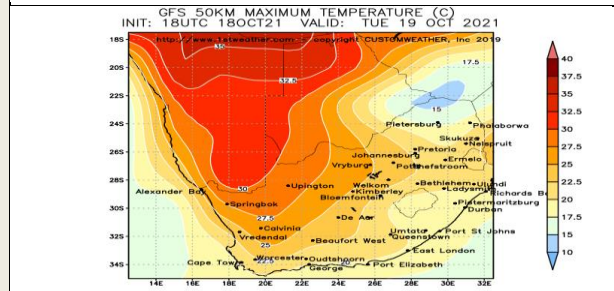 GFS 50KM MAXIMUM TEMPERATURE (C)
INIT: 18UTC 18OCT21 VALID: TUE 19 OCT 2021
http://www.1stweather.com - copyright CUSTOMWEATHER, Inc 2019
18S
20S
22S
24S
26S
28S
30S
32S
34S
35
32.5
17.5
15
30
27.5
25
22.5
20
Pietersburg
Phalaborwa
Skukuza
Nelspruit
Pretoria
Johannesburg
Ermelo
Vryburg
Potchefstroom
Welkom
Bethlehem
Ulundi
Alexander Bay
Upington
Kimberley
Ladysmith
Richards B
Springbok
Bloemfontein
Pietermaritzburg
Durban
De Aar
Calvinia
Vredendal
Umtata
Port St Johns
Beaufort West
Queenstown
East London
Cape Town
Worcester
Oudtshoorn
George
Port Elizabeth
14E 16E 18E 20E 22E 24E 26E 28E 30E 32E
40
37.5
35
32.5
30
27.5
25
22.5
20
17.5
15
10